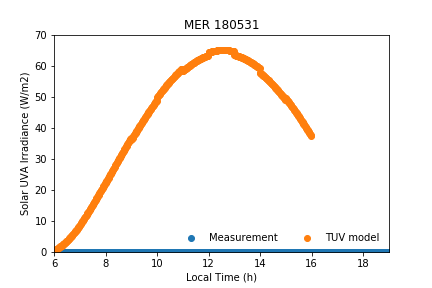 MER 180531
Solar UVA Irradiance (W/m2)
70
60
50
40
30
20
10
0
Measurement
TUV model
6 8 10 12 14 16 18
Local Time (h)